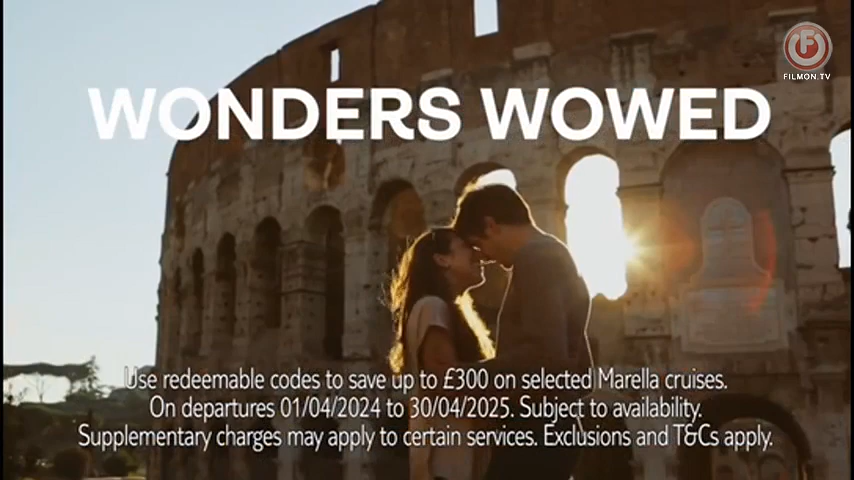 FILMON.TV
WONDERS WOWED
Use redeemable codes to save up to £300 on selected Marella cruises.
On departures 01/04/2024 to 30/04/2025. Subject to availability.
Supplementary charges may apply to certain services. Exclusions and T&Cs apply.